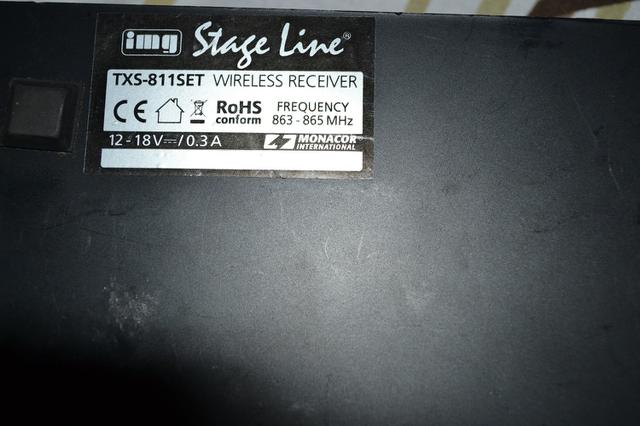 img Stage Line®
TXS-811SET WIRELESS RECEIVER
CE RoHS conform FREQUENCY 863 - 865 MHz
12 - 18 V⎓/ 0.3 A MONACOR INTERNATIONAL